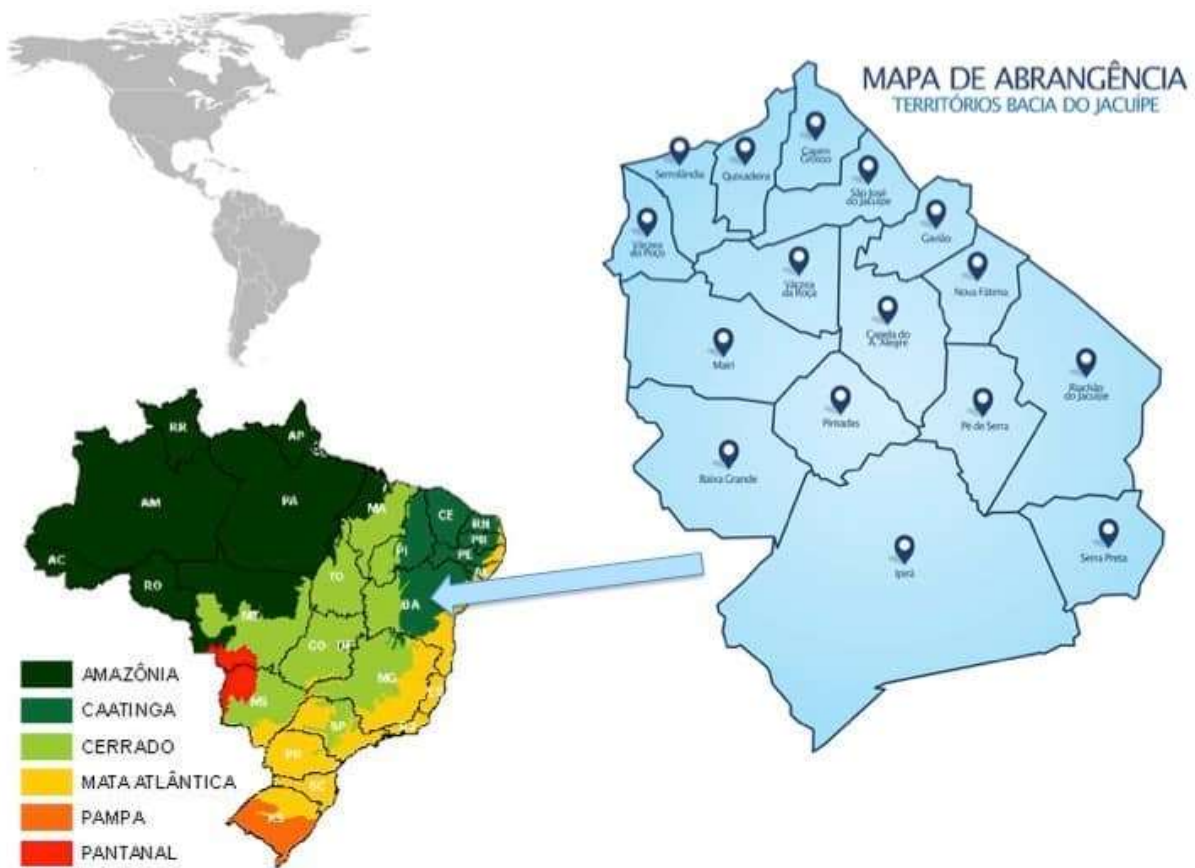 MAPA DE ABRANGÊNCIA
TERRITÓRIOS BACIA DO JACUÍPE
Capim
Grosso
Serrolândia
Quixadeira
São José
do Jacuípe
Várzea
do Poço
Gavião
Várzea
da Roça
Nova Fátima
Capela do
A. Alegre
Mairi
Riachão
do Jacuípe
Pintadas
Pé de Serra
Baixa Grande
Ipirá
Serra Preta
RR
AP
AM
PA
MA
CE
RN
PB
PI
PE
AC
RO
TO
BA
MT
GO
DF
MG
MS
SP
PR
SC
RS
AMAZÔNIA
CAATINGA
CERRADO
MATA ATLÂNTICA
PAMPA
PANTANAL